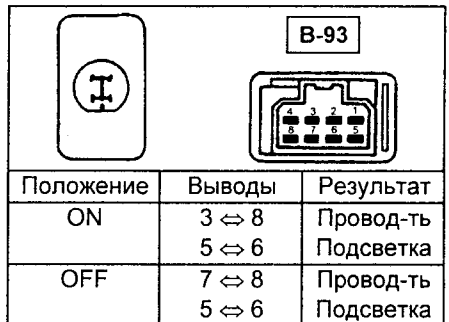 B-93
4 3 2 1
8 7 6 5
Положение Выводы Результат
ON 3 ⇔ 8 Провод-ть
5 ⇔ 6 Подсветка
OFF 7 ⇔ 8 Провод-ть
5 ⇔ 6 Подсветка